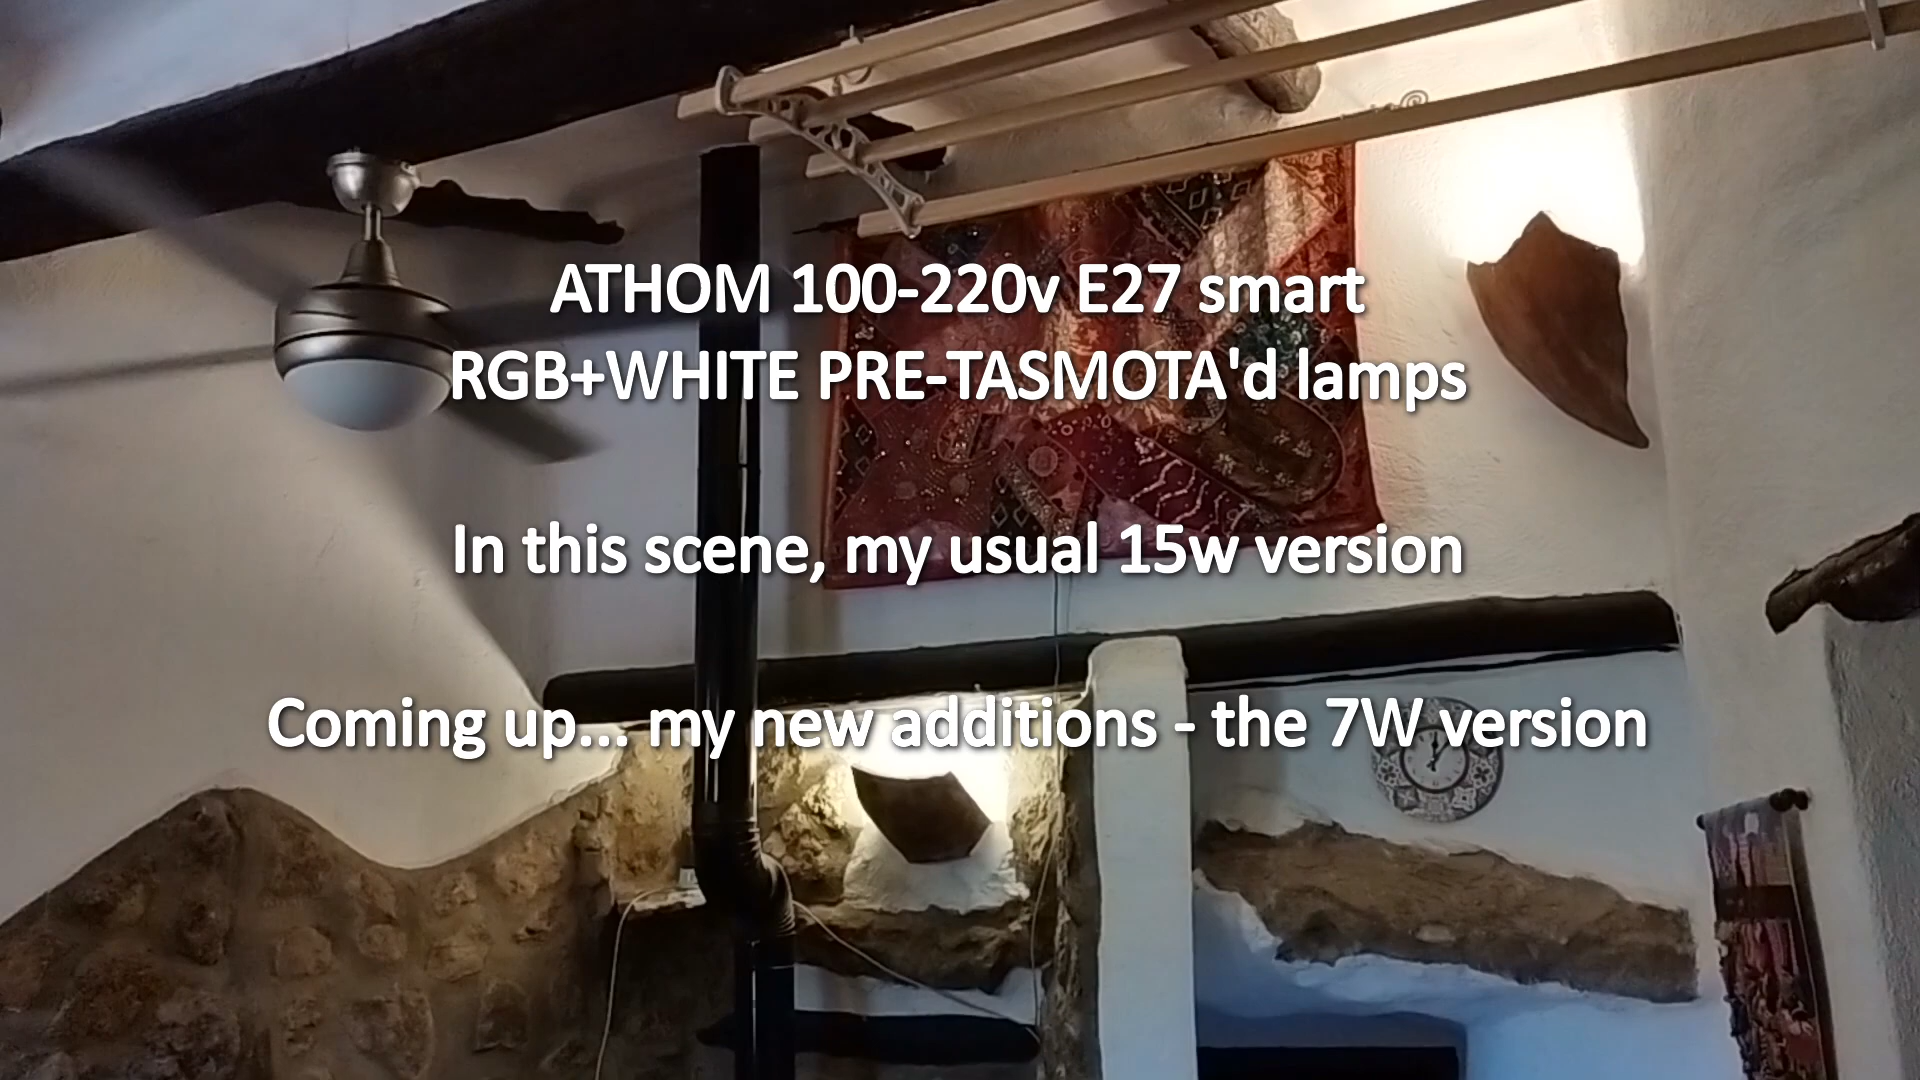 ATHOM 100-220v E27 smart
RGB+WHITE PRE-TASMOTA'd lamps
In this scene, my usual 15w version
Coming up... my new additions - the 7W version